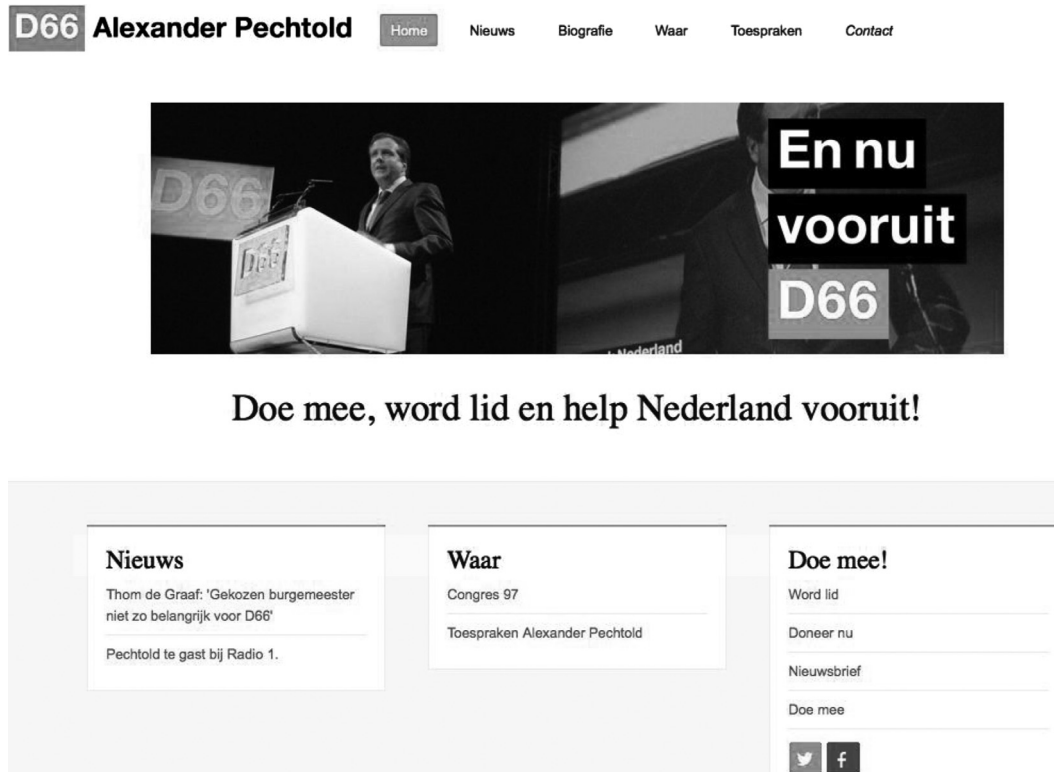 D66 Alexander Pechtold Home Nieuws Biografie Waar Toespraken Contact
D66
D66
En nu
vooruit
D66
Nederland
Doe mee, word lid en help Nederland vooruit!
Nieuws
Thom de Graaf: 'Gekozen burgemeester
niet zo belangrijk voor D66'
Pechtold te gast bij Radio 1.
Waar
Congres 97
Toespraken Alexander Pechtold
Doe mee!
Word lid
Doneer nu
Nieuwsbrief
Doe mee